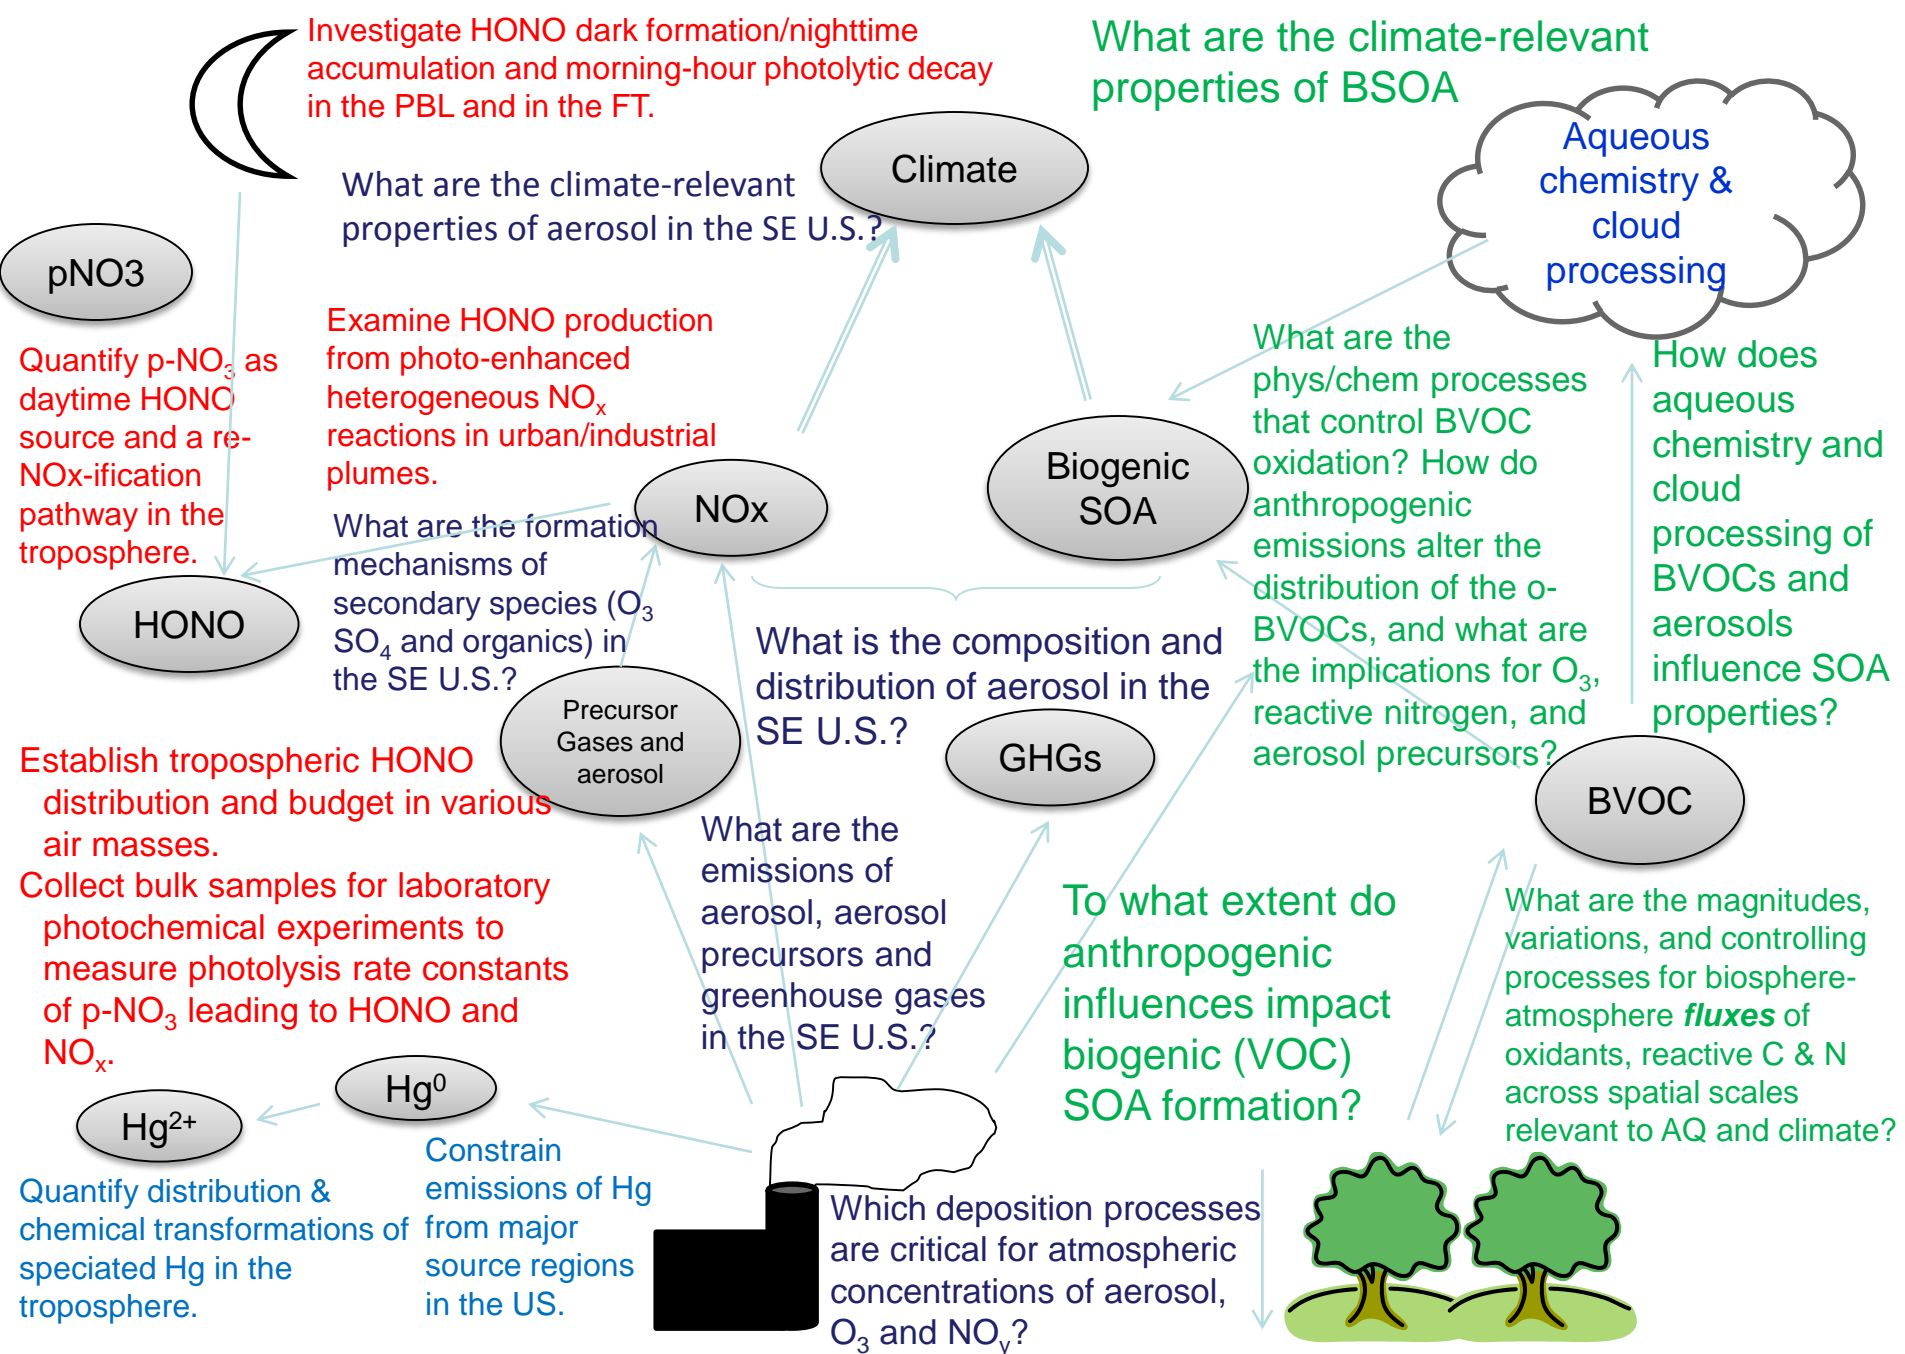 Investigate HONO dark formation/nighttime
accumulation and morning-hour photolytic decay
in the PBL and in the FT.
What are the climate-relevant
properties of BSOA
Climate
Aqueous
chemistry &
cloud
processing
What are the climate-relevant
properties of aerosol in the SE U.S.?
pNO3
Quantify p-NO3 as
daytime HONO
source and a re-
NOx-ification
pathway in the
troposphere.
Examine HONO production
from photo-enhanced
heterogeneous NOx
reactions in urban/industrial
plumes.
NOx
Biogenic
SOA
What are the
phys/chem processes
that control BVOC
oxidation? How do
anthropogenic
emissions alter the
distribution of the o-
BVOCs, and what are
the implications for O3,
reactive nitrogen, and
aerosol precursors?
How does
aqueous
chemistry and
cloud
processing of
BVOCs and
aerosols
influence SOA
properties?
What are the formation
mechanisms of
secondary species (O3
SO4 and organics) in
the SE U.S.?
HONO
What is the composition and
distribution of aerosol in the
SE U.S.?
Precursor
Gases and
aerosol
GHGs
BVOC
Establish tropospheric HONO
distribution and budget in various
air masses.
Collect bulk samples for laboratory
photochemical experiments to
measure photolysis rate constants
of p-NO3 leading to HONO and
NOx.
What are the
emissions of
aerosol, aerosol
precursors and
greenhouse gases
in the SE U.S.?
To what extent do
anthropogenic
influences impact
biogenic (VOC)
SOA formation?
What are the magnitudes,
variations, and controlling
processes for biosphere-
atmosphere fluxes of
oxidants, reactive C & N
across spatial scales
relevant to AQ and climate?
Hg0
Hg2+
Quantify distribution &
chemical transformations of
speciated Hg in the
troposphere.
Constrain
emissions of Hg
from major
source regions
in the US.
Which deposition processes
are critical for atmospheric
concentrations of aerosol,
O3 and NOy?